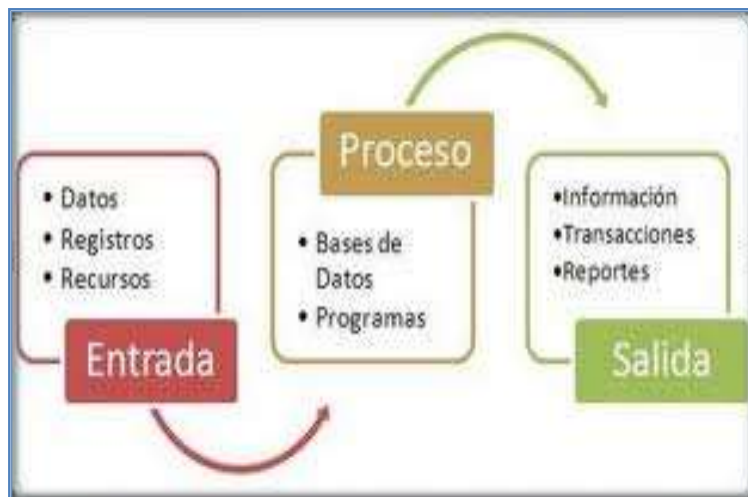 • Datos
• Registros
• Recursos
Entrada
Proceso
• Bases de
Datos
• Programas
•Información
•Transacciones
•Reportes
Salida